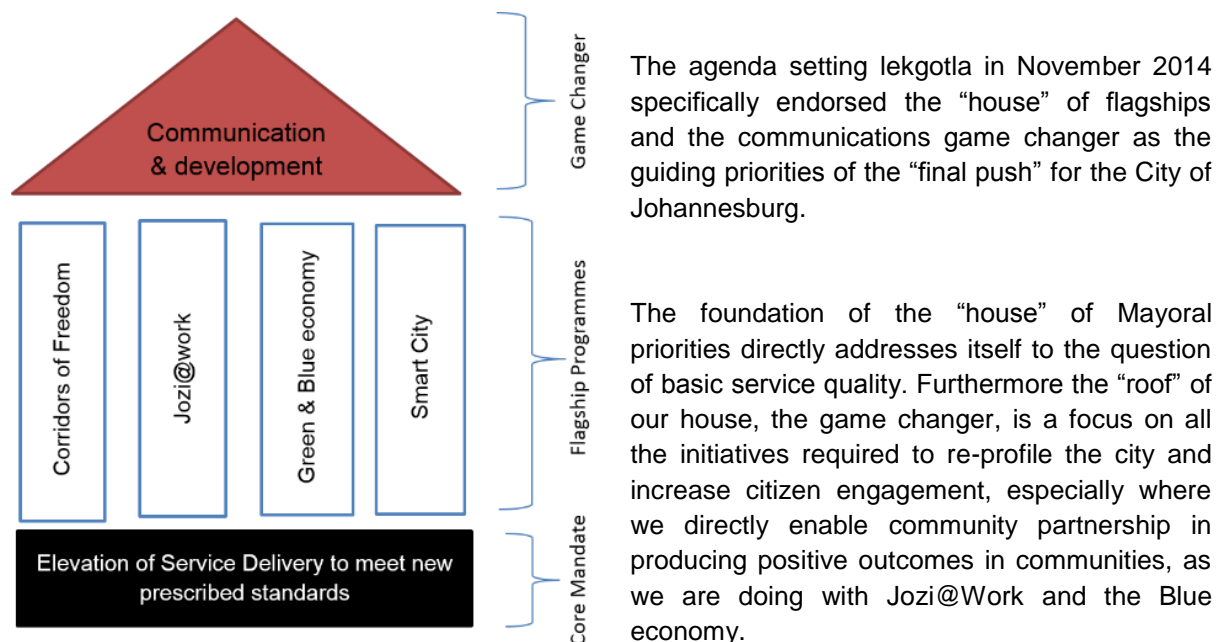 Communication
& development
Game Changer
Corridors of Freedom
Jozi@work
Green & Blue economy
Smart City
Flagship Programmes
Elevation of Service Delivery to meet new
prescribed standards
Core Mandate
The agenda setting lekgotla in November 2014
specifically endorsed the “house” of flagships
and the communications game changer as the
guiding priorities of the “final push” for the City of
Johannesburg.
The foundation of the “house” of Mayoral
priorities directly addresses itself to the question
of basic service quality. Furthermore the “roof” of
our house, the game changer, is a focus on all
the initiatives required to re-profile the city and
increase citizen engagement, especially where
we directly enable community partnership in
producing positive outcomes in communities, as
we are doing with Jozi@Work and the Blue
economy.